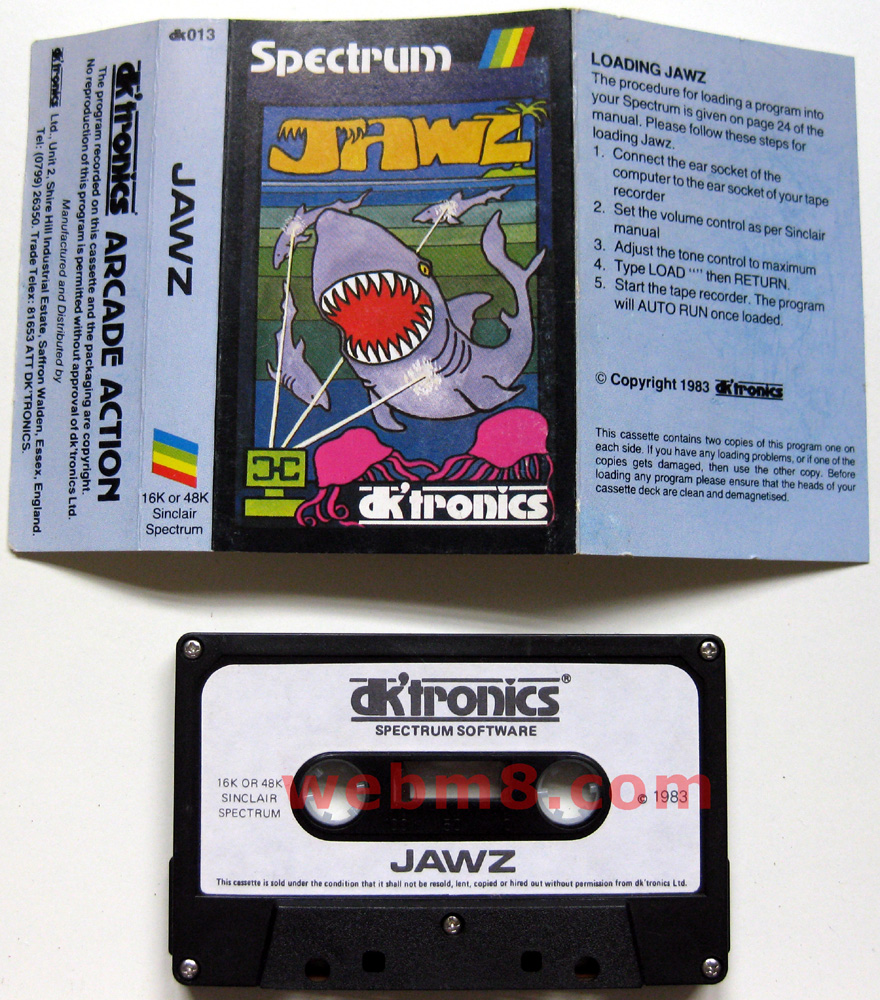 dk'tronics Ltd., Unit 2, Shire Hill Industrial Estate, Saffron Walden, Essex, England.
Tel: (0799) 26350. Trade Telex: 81653 ATT DK'TRONICS.
Manufactured and Distributed by
No reproduction of this program is permitted without approval of dk'tronics Ltd.
The program recorded on this cassette and the packaging are copyright.
dk'tronics ARCADE ACTION
dk013
JAWZ
16K or 48K
Sinclair
Spectrum
Spectrum
JAWZ
dk'tronics
LOADING JAWZ
The procedure for loading a program into
your Spectrum is given on page 24 of the
manual. Please follow these steps for
loading Jawz.
1. Connect the ear socket of the
computer to the ear socket of your tape
recorder
2. Set the volume control as per Sinclair
manual
3. Adjust the tone control to maximum
4. Type LOAD "" then RETURN.
5. Start the tape recorder. The program
will AUTO RUN once loaded.
© Copyright 1983 dk'tronics
This cassette contains two copies of this program one on
each side. If you have any loading problems, or if one of the
copies gets damaged, then use the other copy. Before
loading any program please ensure that the heads of your
cassette deck are clean and demagnetised.
dk'tronics®
SPECTRUM SOFTWARE
16K OR 48K
SINCLAIR
SPECTRUM
webm8.com
© 1983
JAWZ
This cassette is sold under the condition that it shall not be resold, lent, copied or hired out without permission from dk'tronics Ltd.